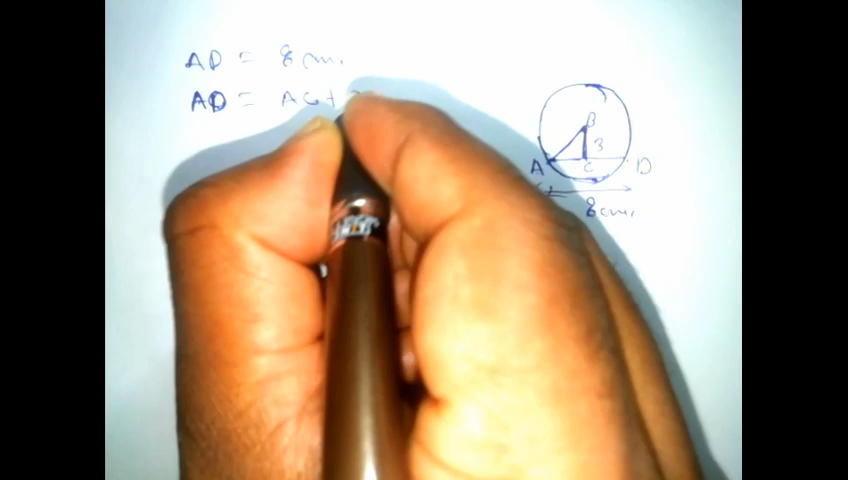 AD = 8cm.
AD = AC+
B
3
A C D
8cm.